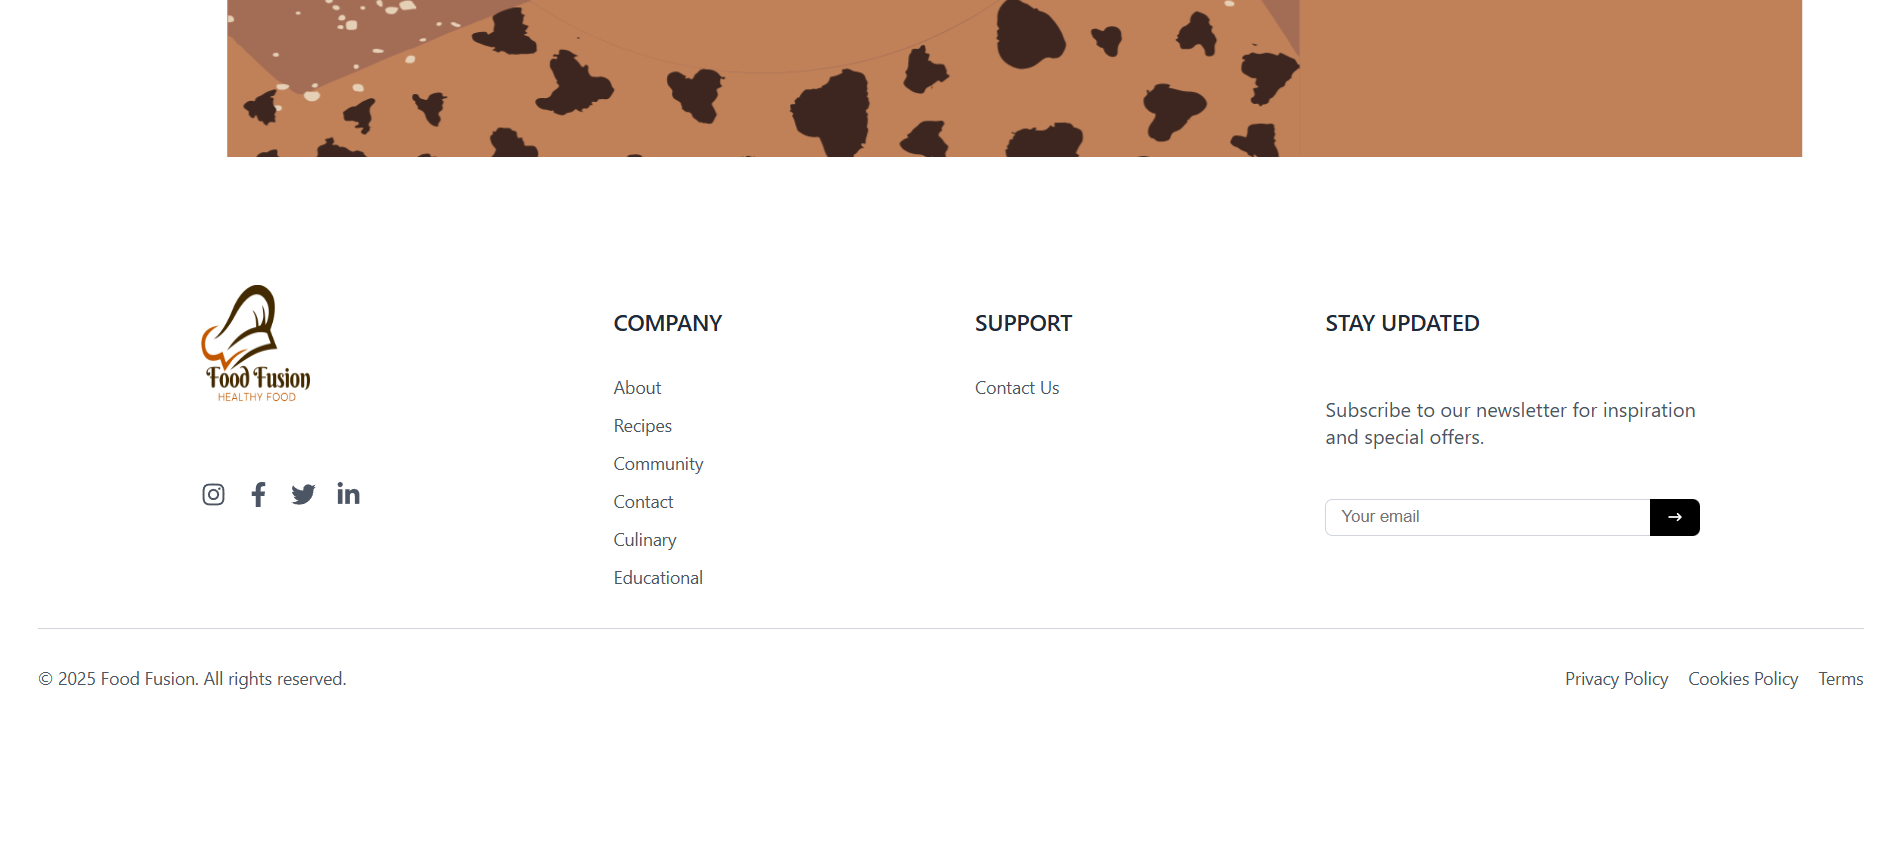 Food Fusion
HEALTHY FOOD
COMPANY
About
Recipes
Community
Contact
Culinary
Educational
SUPPORT
Contact Us
STAY UPDATED
Subscribe to our newsletter for inspiration
and special offers.
Your email
→
© 2025 Food Fusion. All rights reserved.
Privacy Policy Cookies Policy Terms